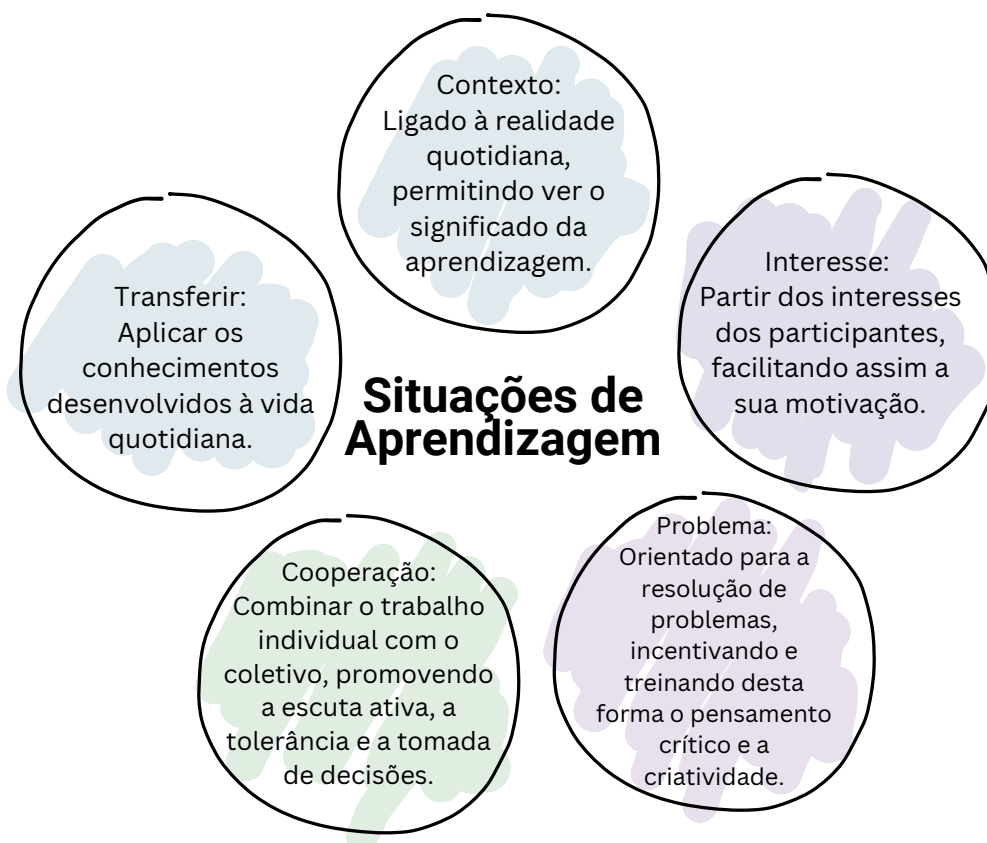 Contexto:
Ligado à realidade
quotidiana,
permitindo ver o
significado da
aprendizagem.
Interesse:
Partir dos interesses
dos participantes,
facilitando assim a
sua motivação.
Transferir:
Aplicar os
conhecimentos
desenvolvidos à vida
quotidiana.
Situações de
Aprendizagem
Problema:
Orientado para a
resolução de
problemas,
incentivando e
treinando desta
forma o pensamento
crítico e a
criatividade.
Cooperação:
Combinar o trabalho
individual com o
coletivo, promovendo
a escuta ativa, a
tolerância e a tomada
de decisões.